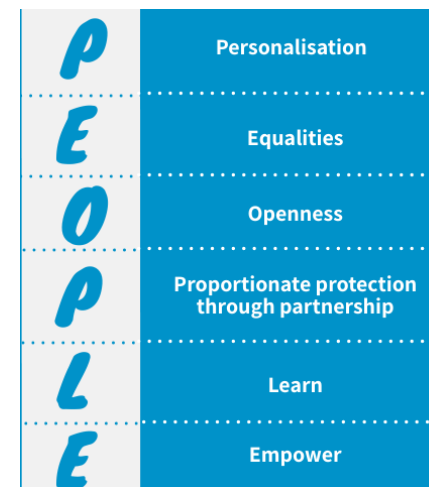 P Personalisation
E Equalities
O Openness
P Proportionate protection
through partnership
L Learn
E Empower